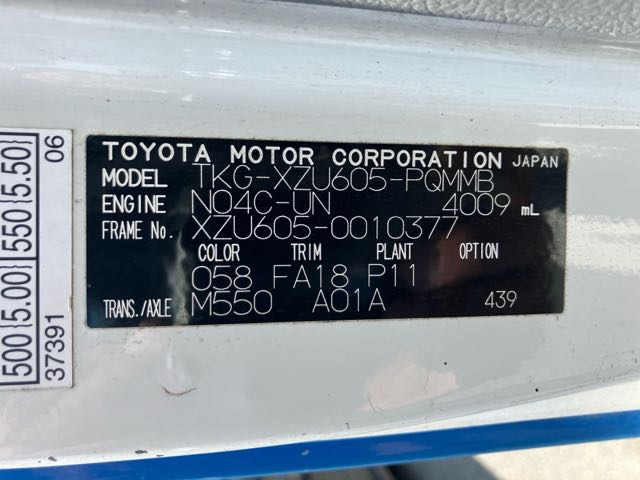 TOYOTA MOTOR CORPORATION JAPAN
MODEL TKG-XZU605-PQMMB
ENGINE N04C-UN 4009 mL
FRAME No. XZU605-0010377
COLOR TRIM PLANT OPTION
058 FA18 P11
TRANS./AXLE M550 A01A 439
500 5.00 550 5.50
37391 06